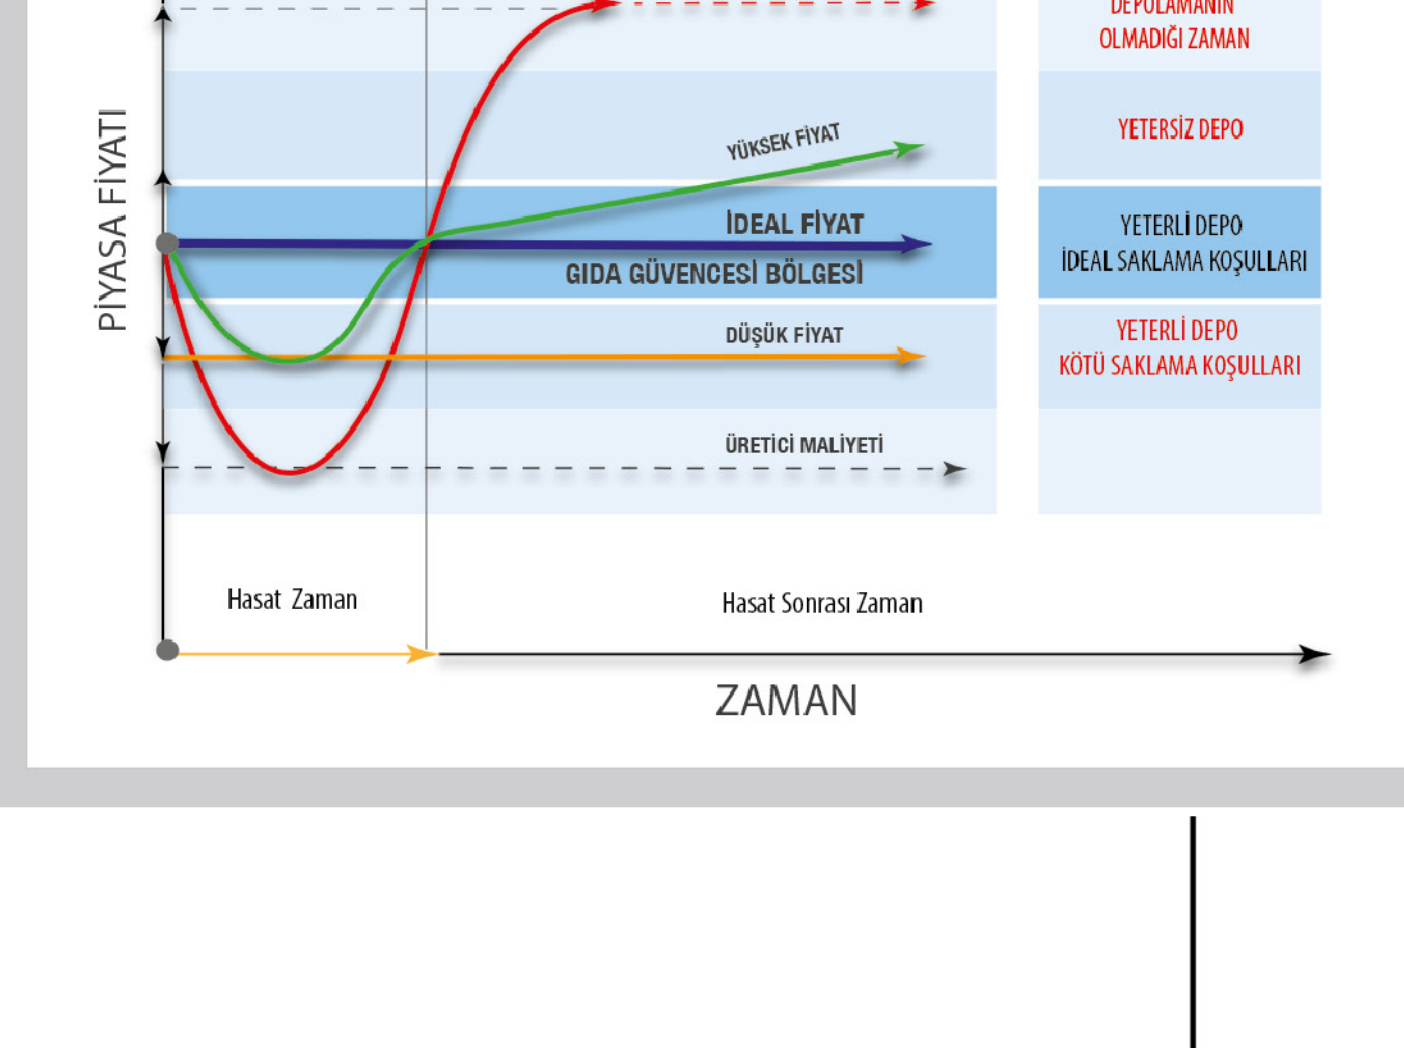 DEPOLAMANIN
OLMADIĞI ZAMAN
PİYASA FİYATI
YÜKSEK FİYAT
YETERSİZ DEPO
İDEAL FİYAT
GIDA GÜVENCESİ BÖLGESİ
YETERLİ DEPO
İDEAL SAKLAMA KOŞULLARI
DÜŞÜK FİYAT
YETERLİ DEPO
KÖTÜ SAKLAMA KOŞULLARI
ÜRETİCİ MALİYETİ
Hasat Zaman
Hasat Sonrası Zaman
ZAMAN